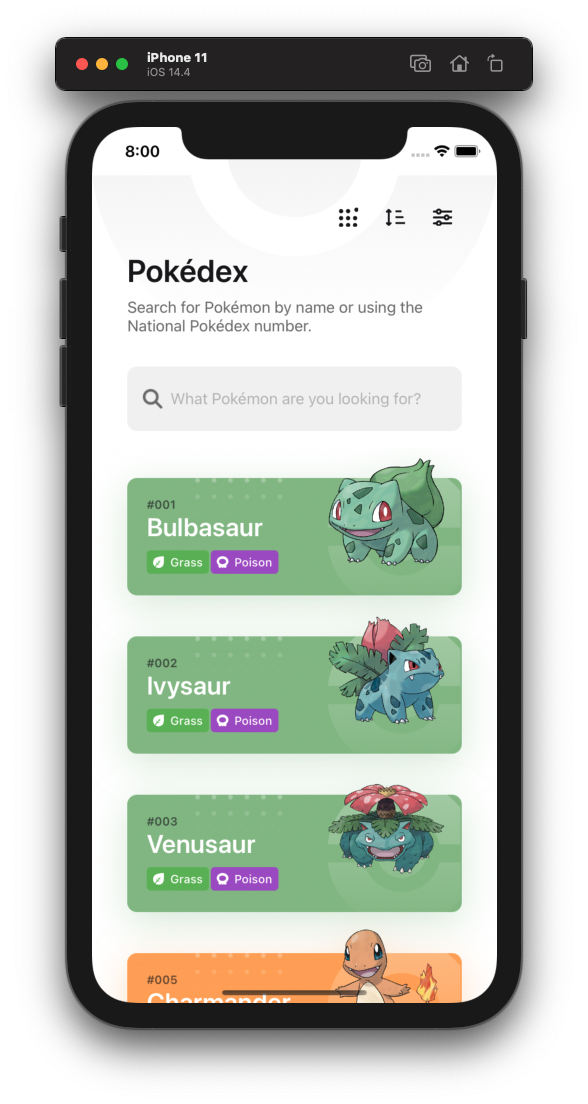 iPhone 11
iOS 14.4
8:00
Pokédex
Search for Pokémon by name or using the
National Pokédex number.
What Pokémon are you looking for?
#001
Bulbasaur
Grass Poison
#002
Ivysaur
Grass Poison
#003
Venusaur
Grass Poison
#005
Charmander